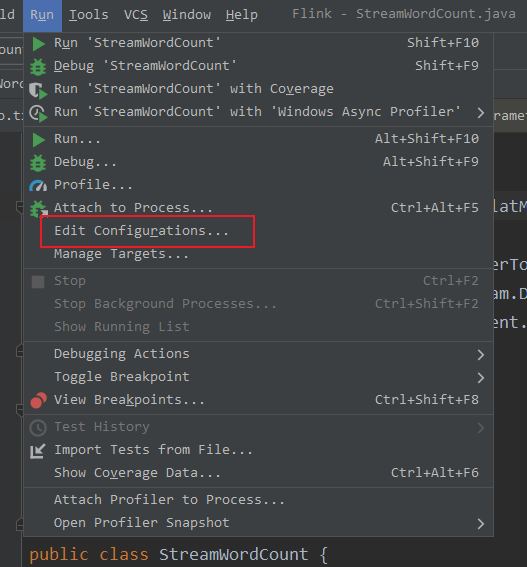 ld Run Tools VCS Window Help Flink - StreamWordCount.java
Count Run 'StreamWordCount' Shift+F10
Debug 'StreamWordCount' Shift+F9
Word Run 'StreamWordCount' with Coverage
o.ti Run 'StreamWordCount' with 'Windows Async Profiler' ramet
Run... Alt+Shift+F10
Debug... Alt+Shift+F9
Profile...
Attach to Process... Ctrl+Alt+F5 latM
Edit Configurations...
Manage Targets...
erTo
Stop Ctrl+F2
am.D
Stop Background Processes... Ctrl+Shift+F2
Show Running List ent.
Debugging Actions
Toggle Breakpoint
View Breakpoints... Ctrl+Shift+F8
Test History
Import Tests from File...
Show Coverage Data... Ctrl+Alt+F6
Attach Profiler to Process...
Open Profiler Snapshot
public class StreamWordCount {